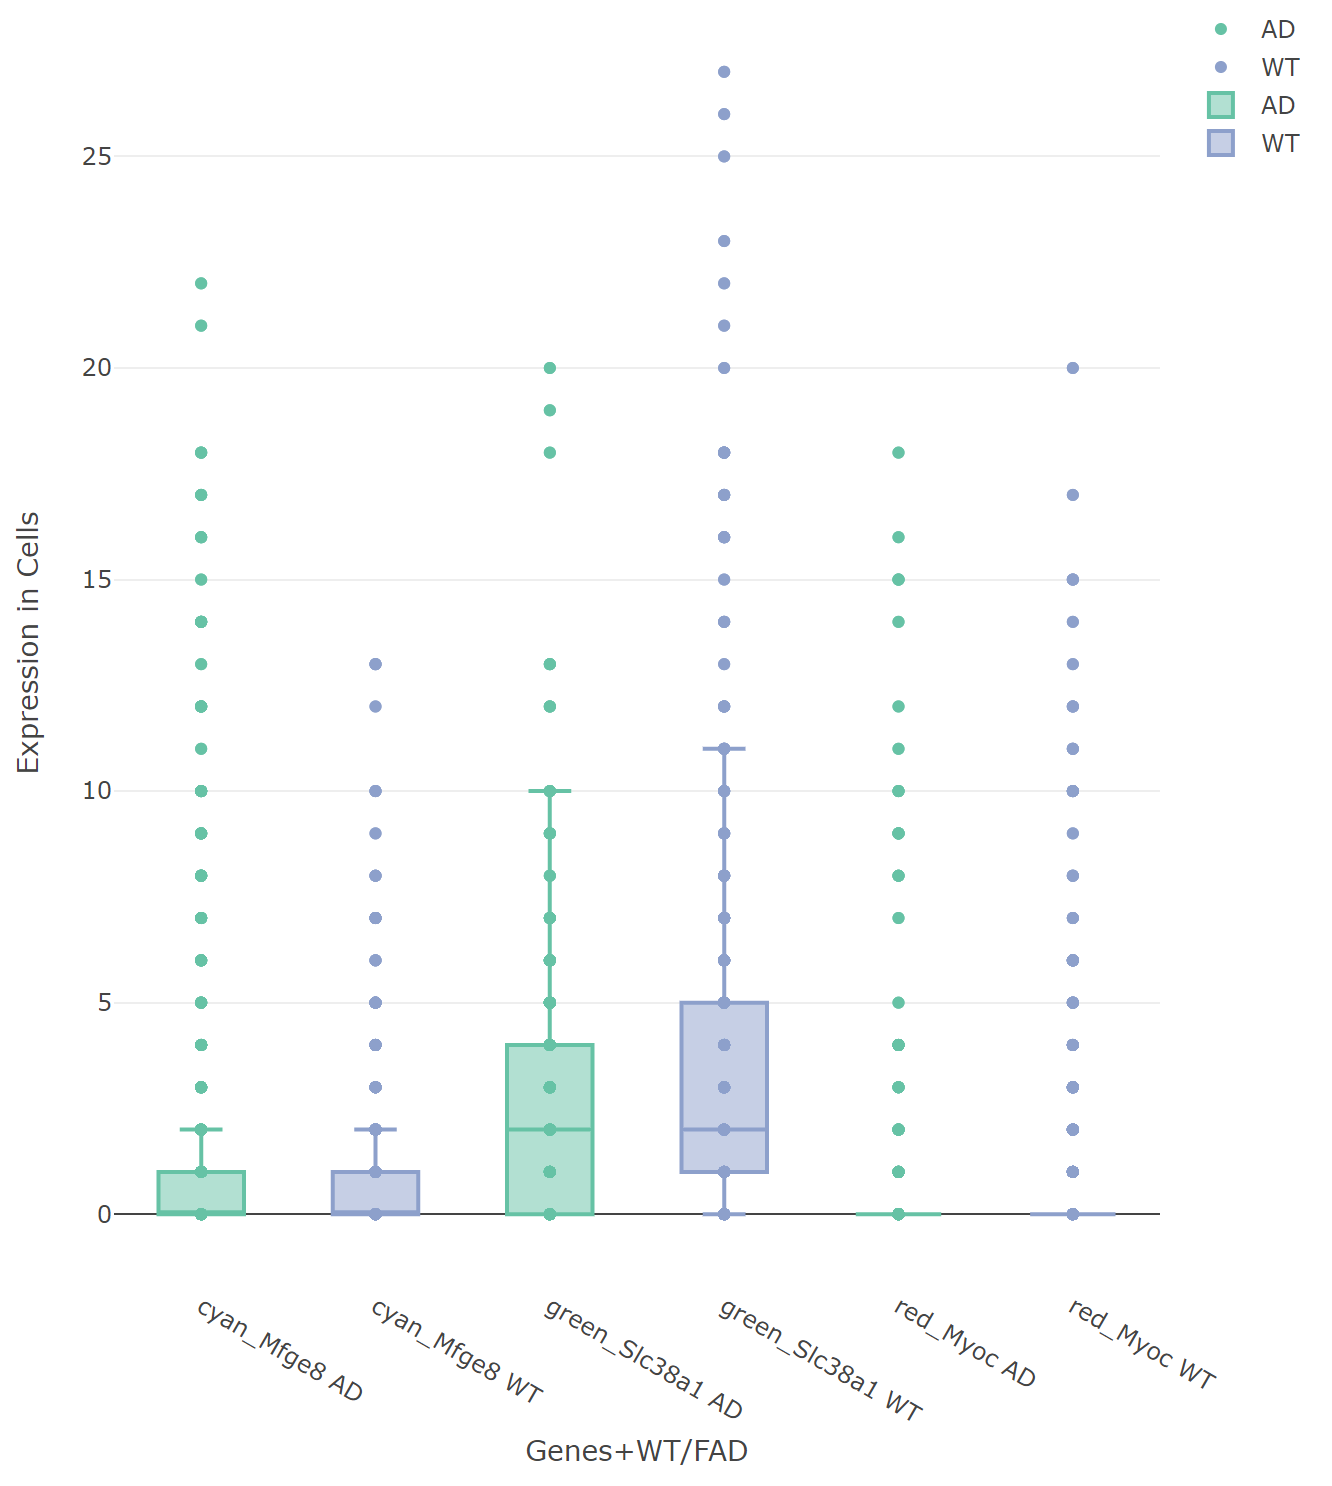 AD
WT
AD
WT
25
20
15
10
5
0
Expression in Cells
cyan_Mfge8 AD
cyan_Mfge8 WT
green_Slc38a1 AD
green_Slc38a1 WT
red_Myoc AD
red_Myoc WT
Genes+WT/FAD